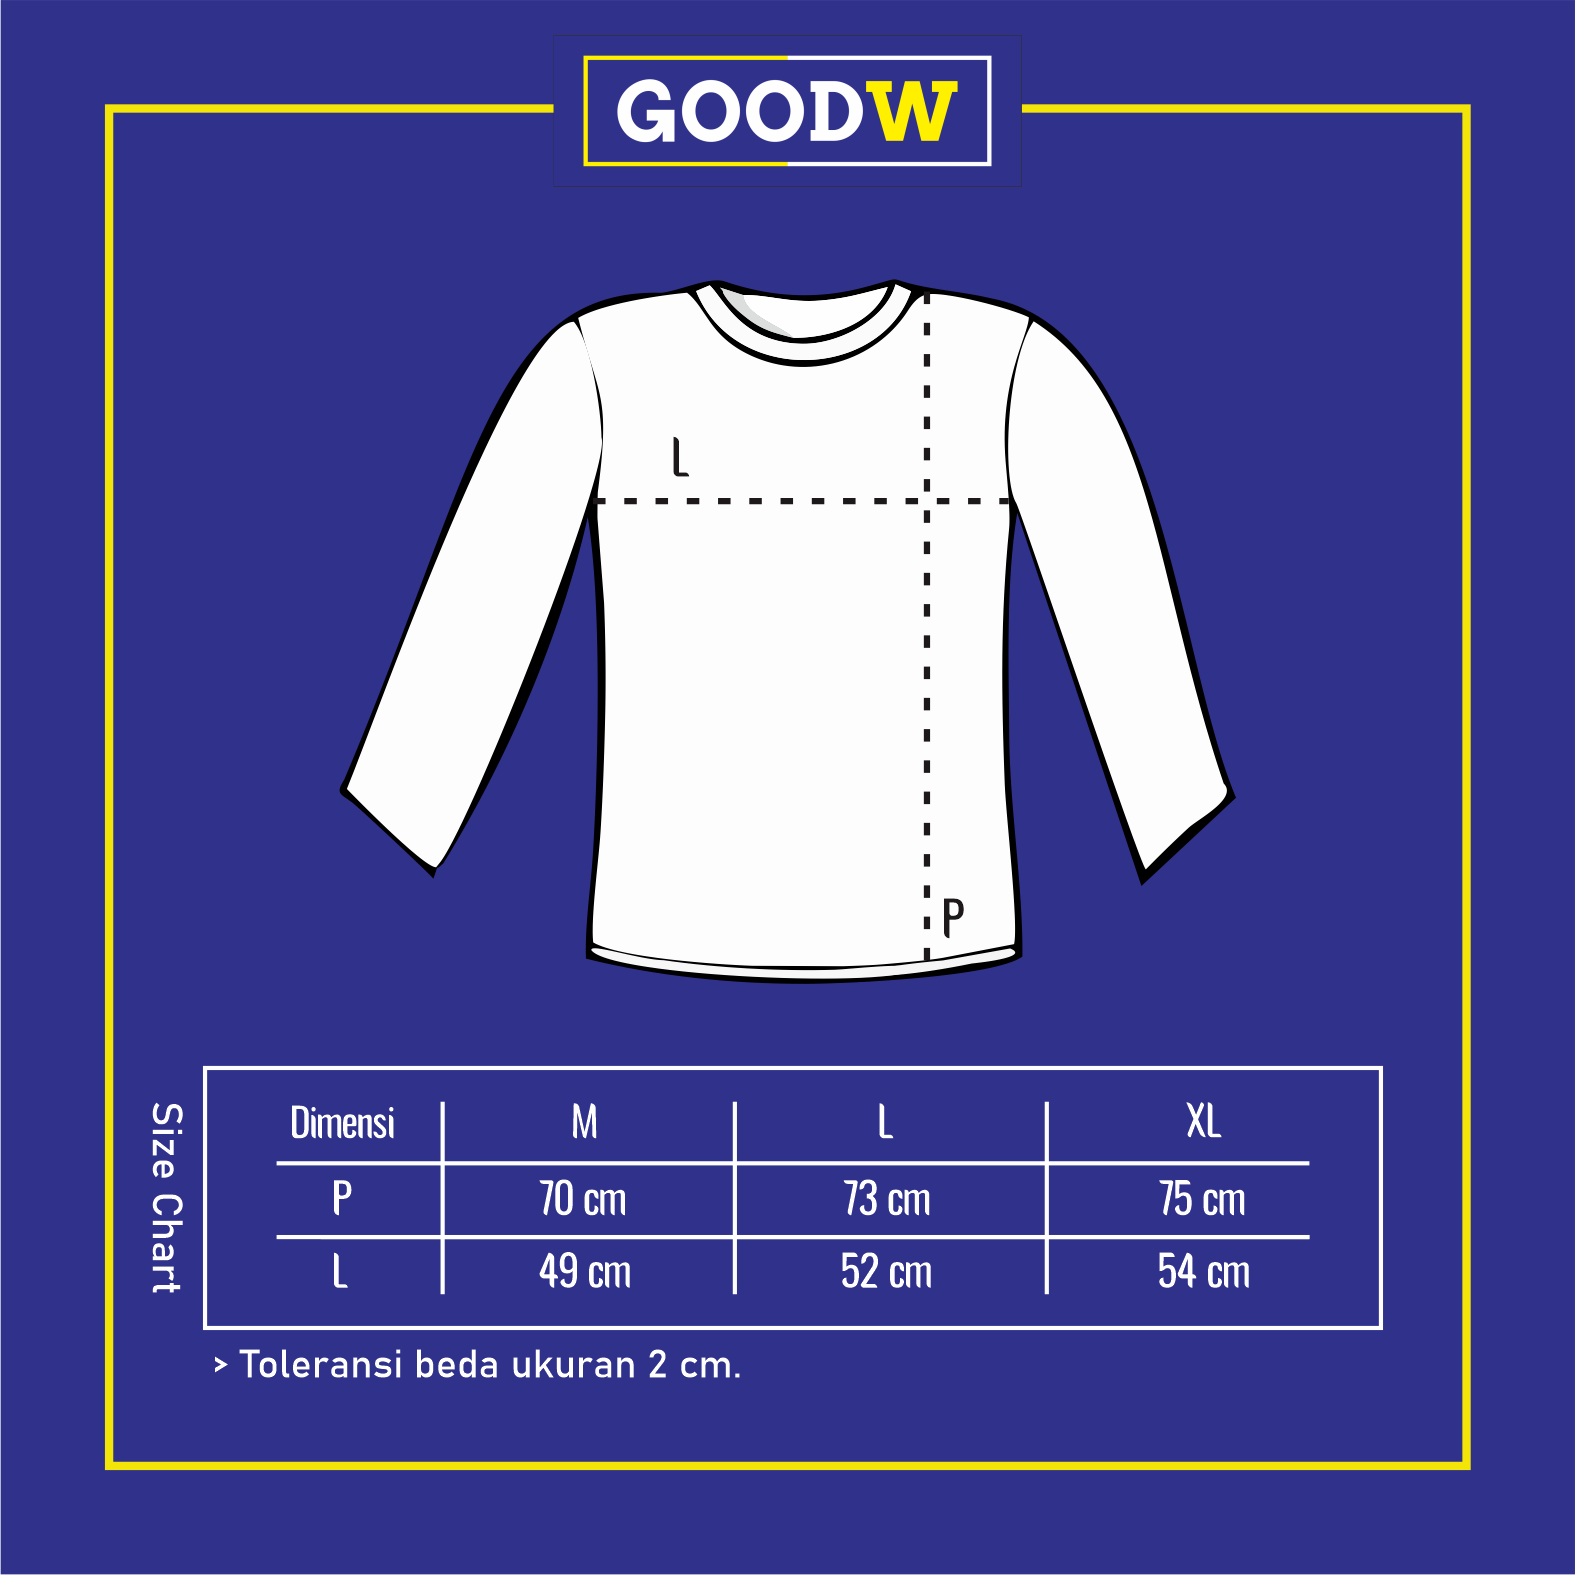 GOODW
L
P
Size Chart
Dimensi M L XL
P 70 cm 73 cm 75 cm
L 49 cm 52 cm 54 cm
> Toleransi beda ukuran 2 cm.